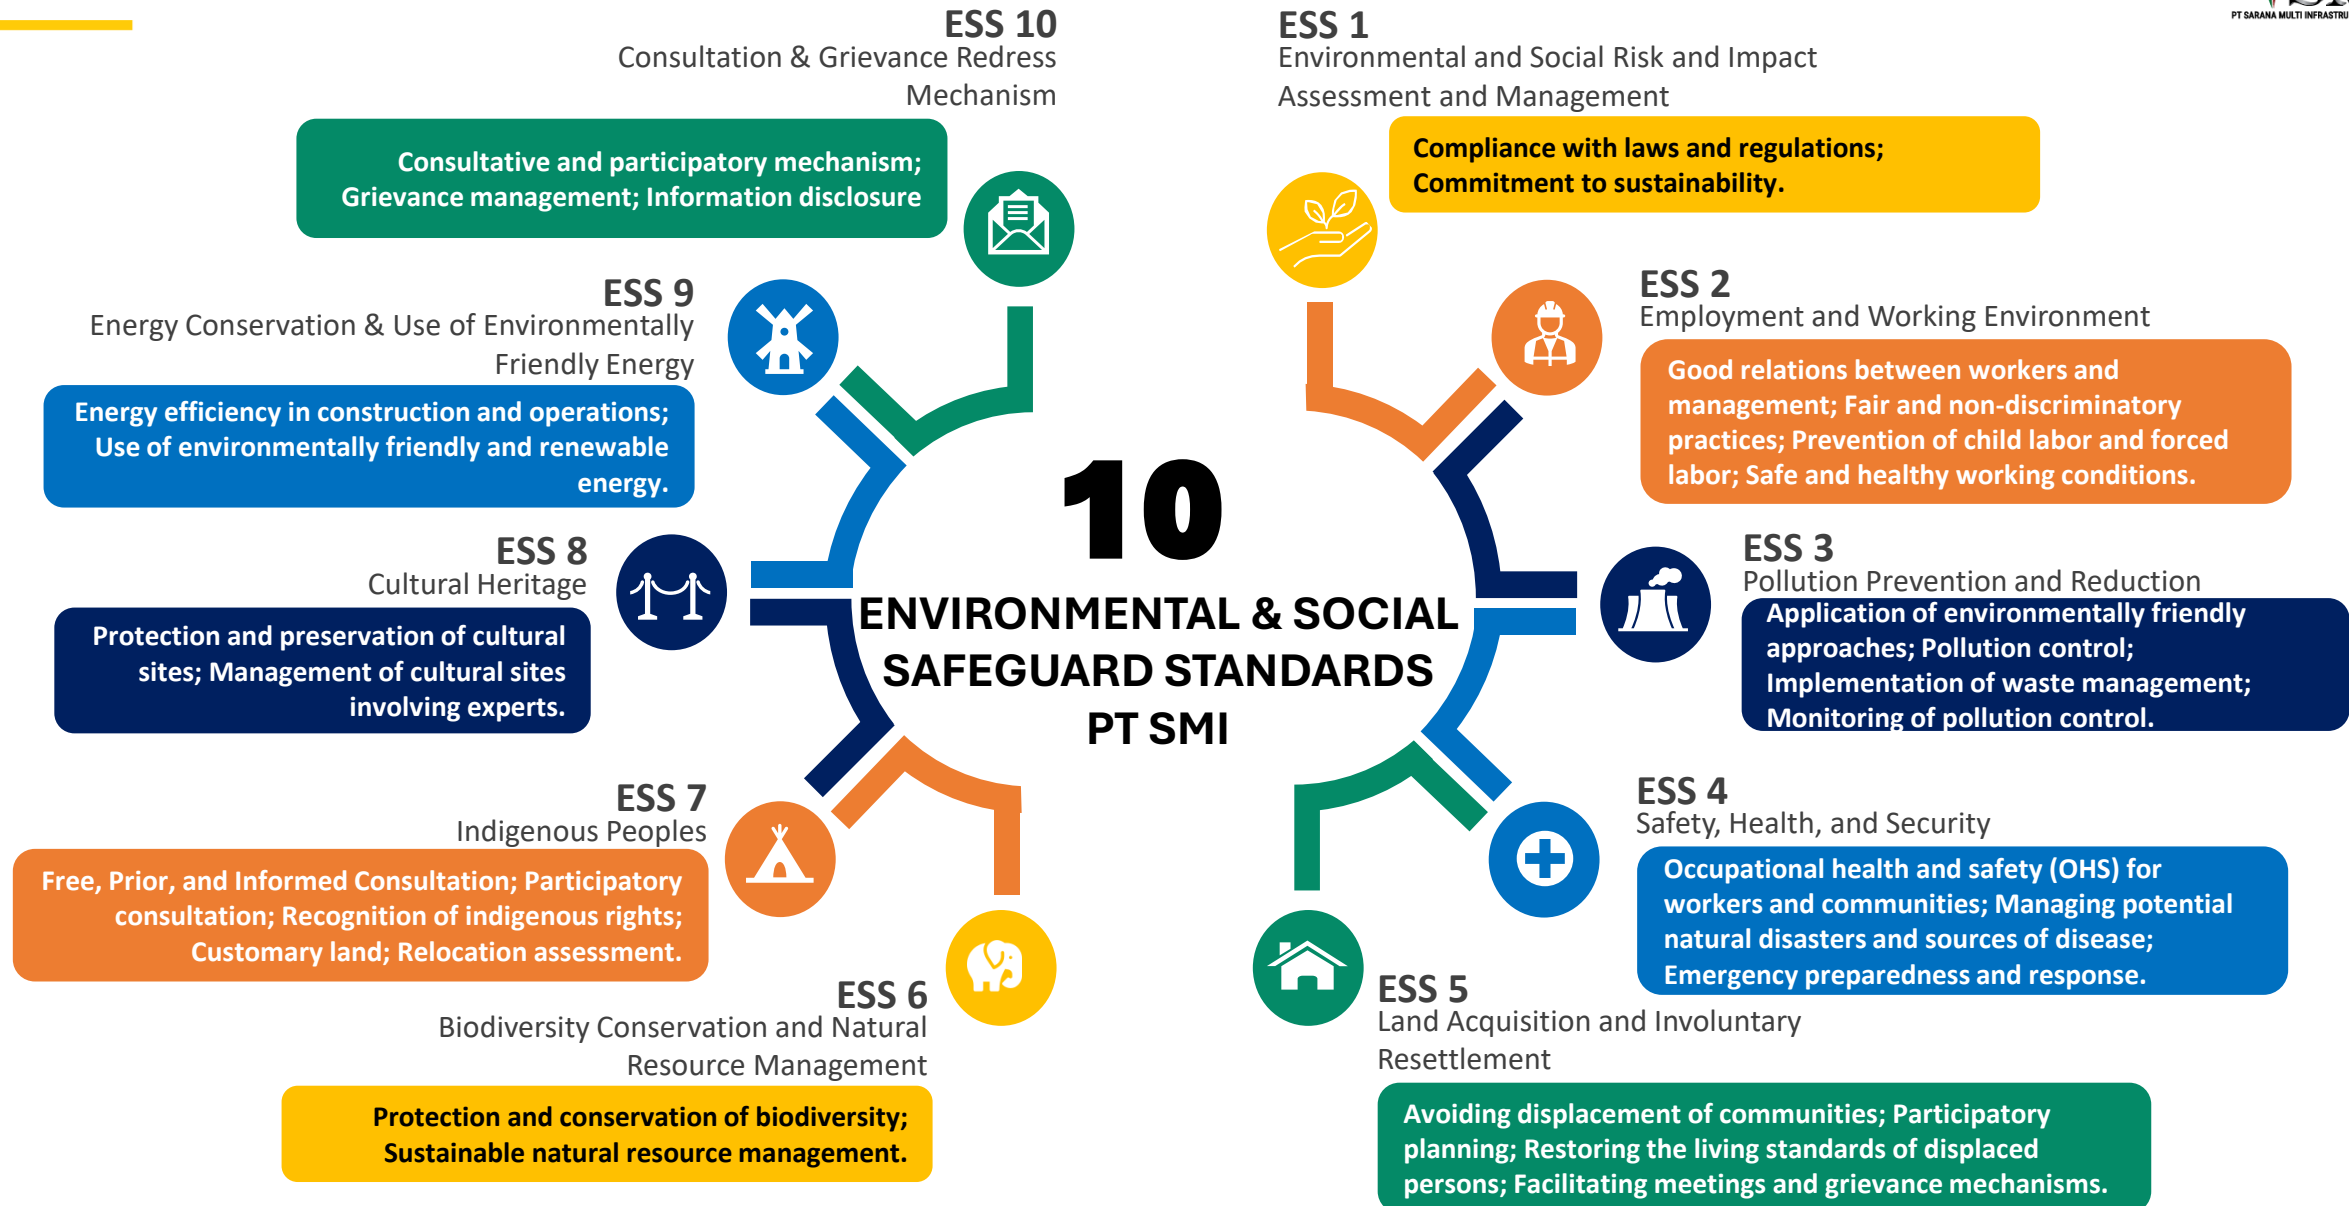 PT SARANA MULTI
ESS 10
Consultation & Grievance Redress
Mechanism
Consultative and participatory mechanism;
Grievance management; Information disclosure
ESS 1
Environmental and Social Risk and Impact
Assessment and Management
Compliance with laws and regulations;
Commitment to sustainability.
ESS 2
Employment and Working Environment
Good relations between workers and
management; Fair and non-discriminatory
practices; Prevention of child labor and forced
labor; Safe and healthy working conditions.
ESS 3
Pollution Prevention and Reduction
Application of environmentally friendly
approaches; Pollution control;
Implementation of waste management;
Monitoring of pollution control.
ESS 4
Safety, Health, and Security
Occupational health and safety (OHS) for
workers and communities; Managing potential
natural disasters and sources of disease;
Emergency preparedness and response.
ESS 5
Land Acquisition and Involuntary
Resettlement
Avoiding displacement of communities; Participatory
planning; Restoring the living standards of displaced
persons; Facilitating meetings and grievance mechanisms.
ESS 6
Biodiversity Conservation and Natural
Resource Management
Protection and conservation of biodiversity;
Sustainable natural resource management.
ESS 7
Indigenous Peoples
Free, Prior, and Informed Consultation; Participatory
consultation; Recognition of indigenous rights;
Customary land; Relocation assessment.
ESS 8
Cultural Heritage
Protection and preservation of cultural
sites; Management of cultural sites
involving experts.
ESS 9
Energy Conservation & Use of Environmentally
Friendly Energy
Energy efficiency in construction and operations;
Use of environmentally friendly and renewable
energy.
10
ENVIRONMENTAL & SOCIAL
SAFEGUARD STANDARDS
PT SMI